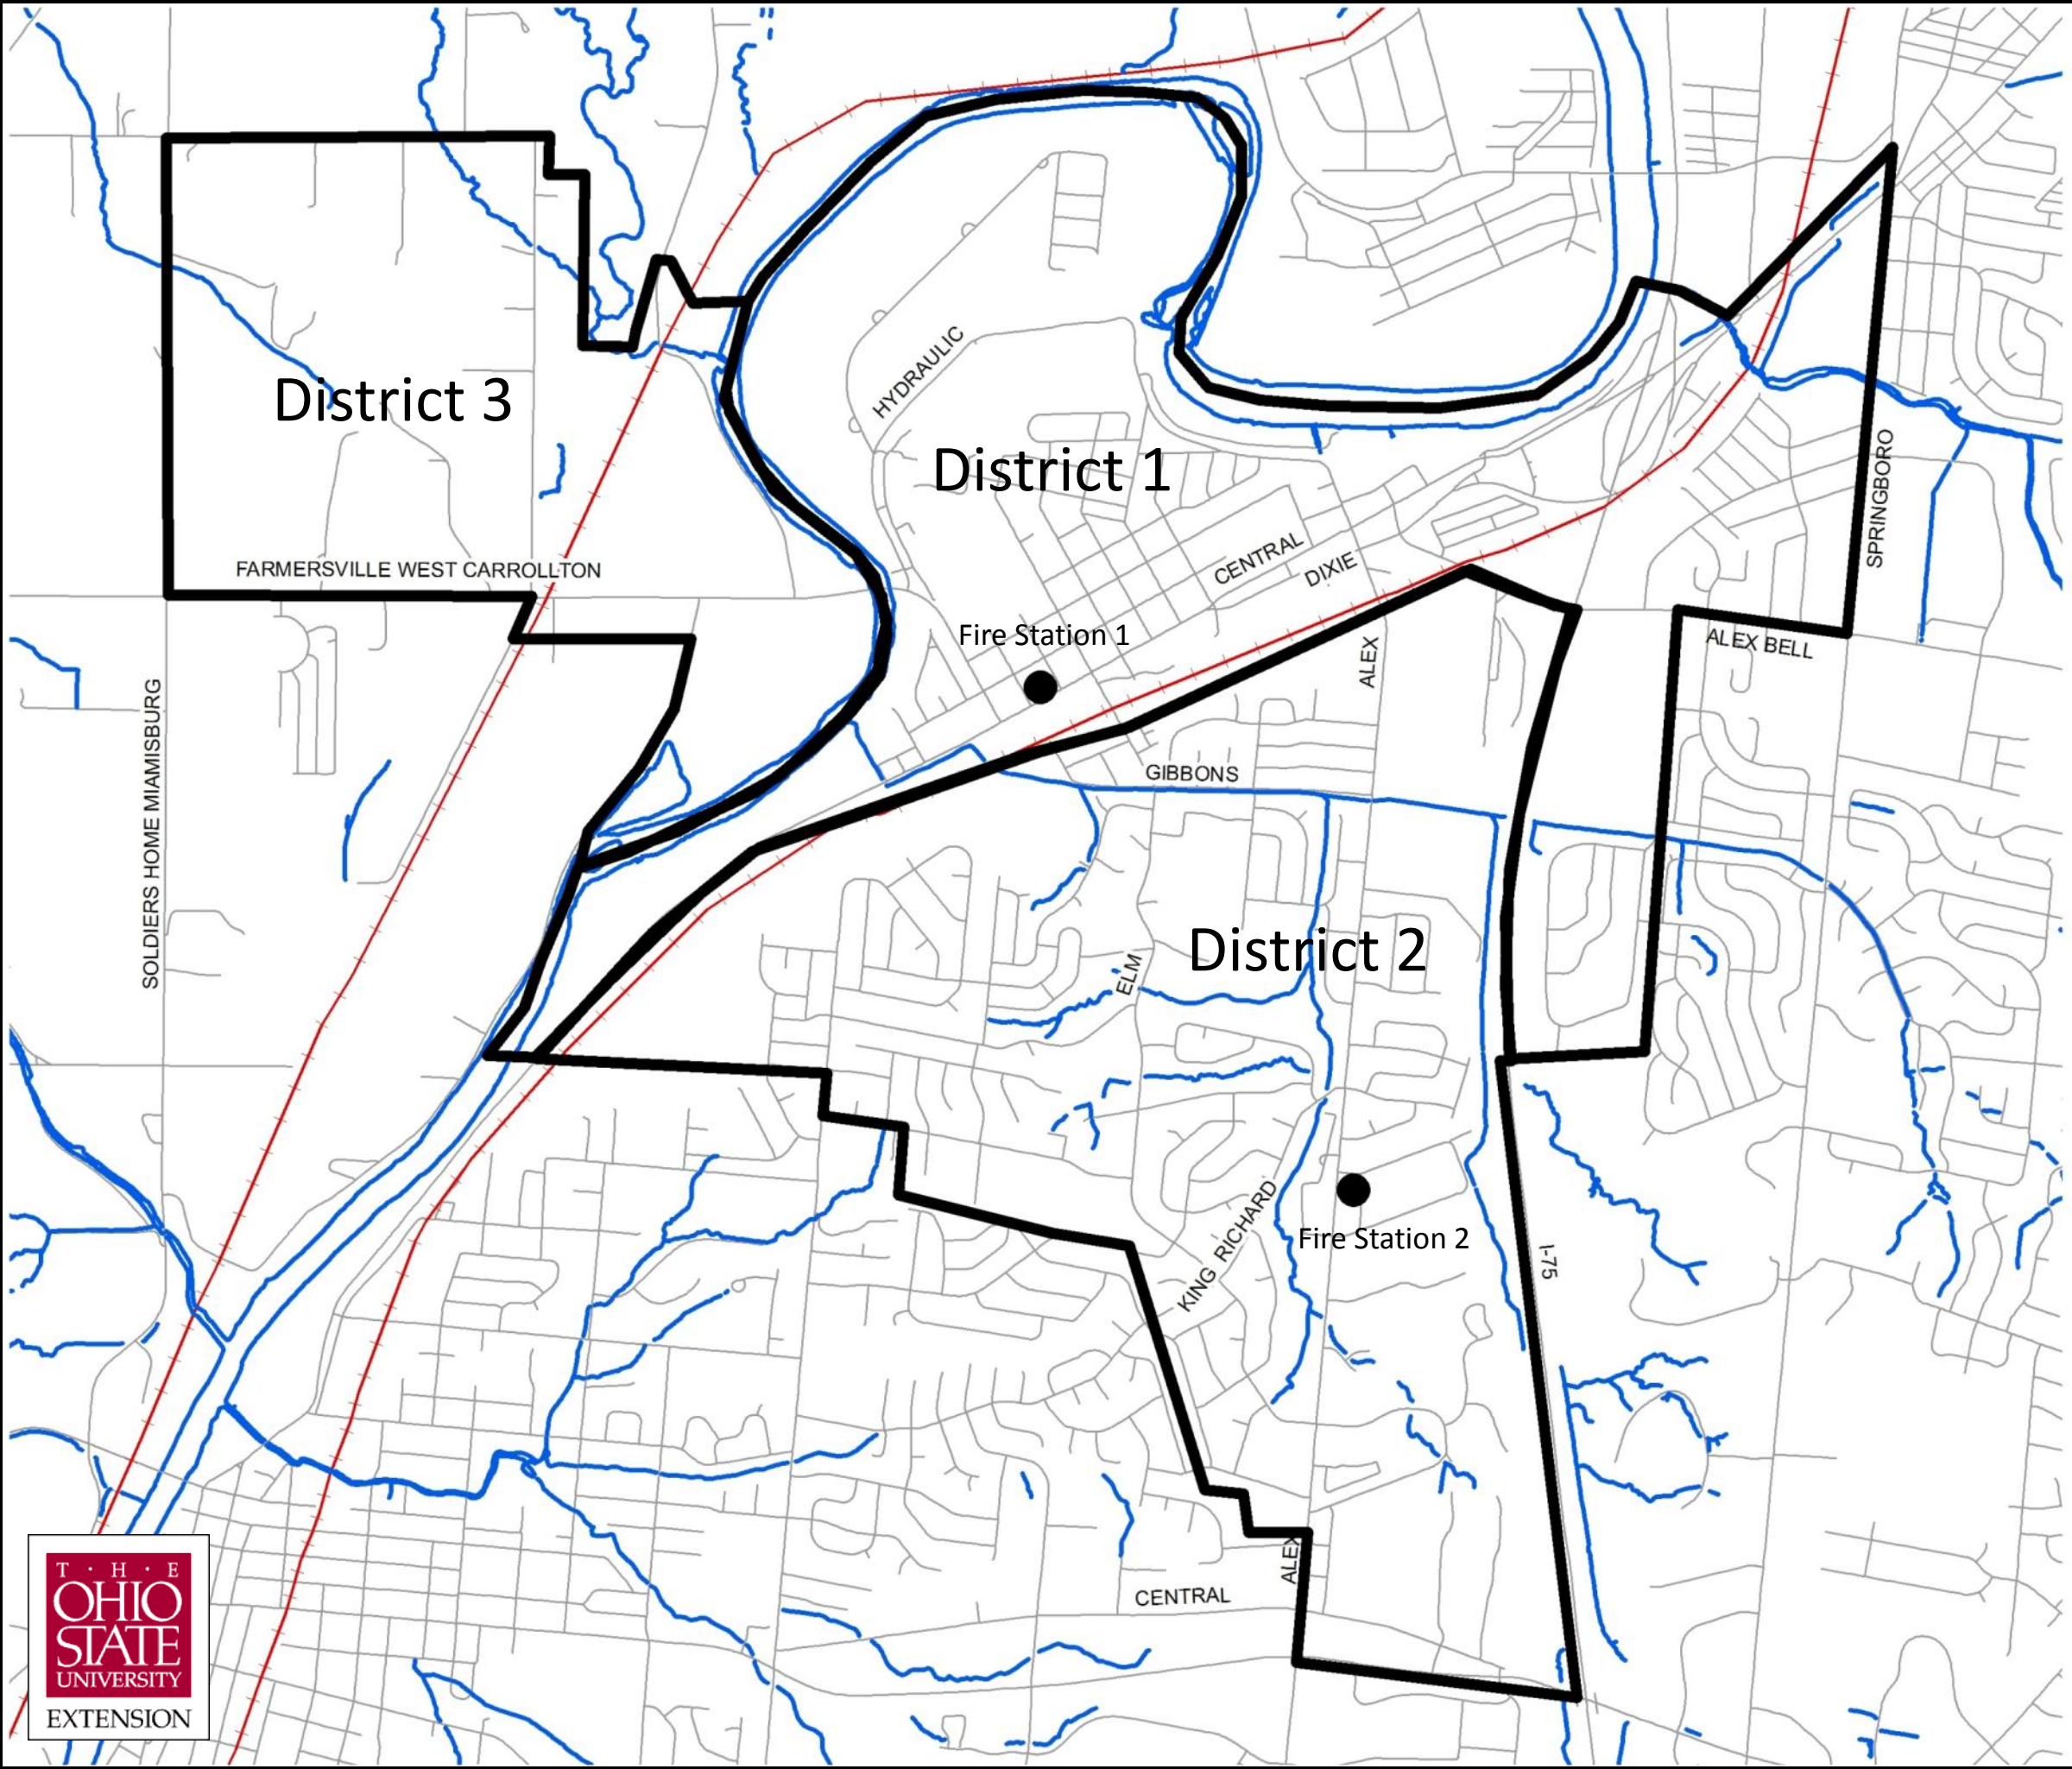 District 3
HYDRAULIC
District 1
SPRINGBORO
CENTRAL
DIXIE
FARMERSVILLE WEST CARROLLTON
Fire Station 1
ALEX
ALEX BELL
SOLDIERS HOME MIAMISBURG
GIBBONS
District 2
ELM
KING RICHARD
Fire Station 2
I-75
ALEX
CENTRAL
T · H · E
OHIO
STATE
UNIVERSITY
EXTENSION